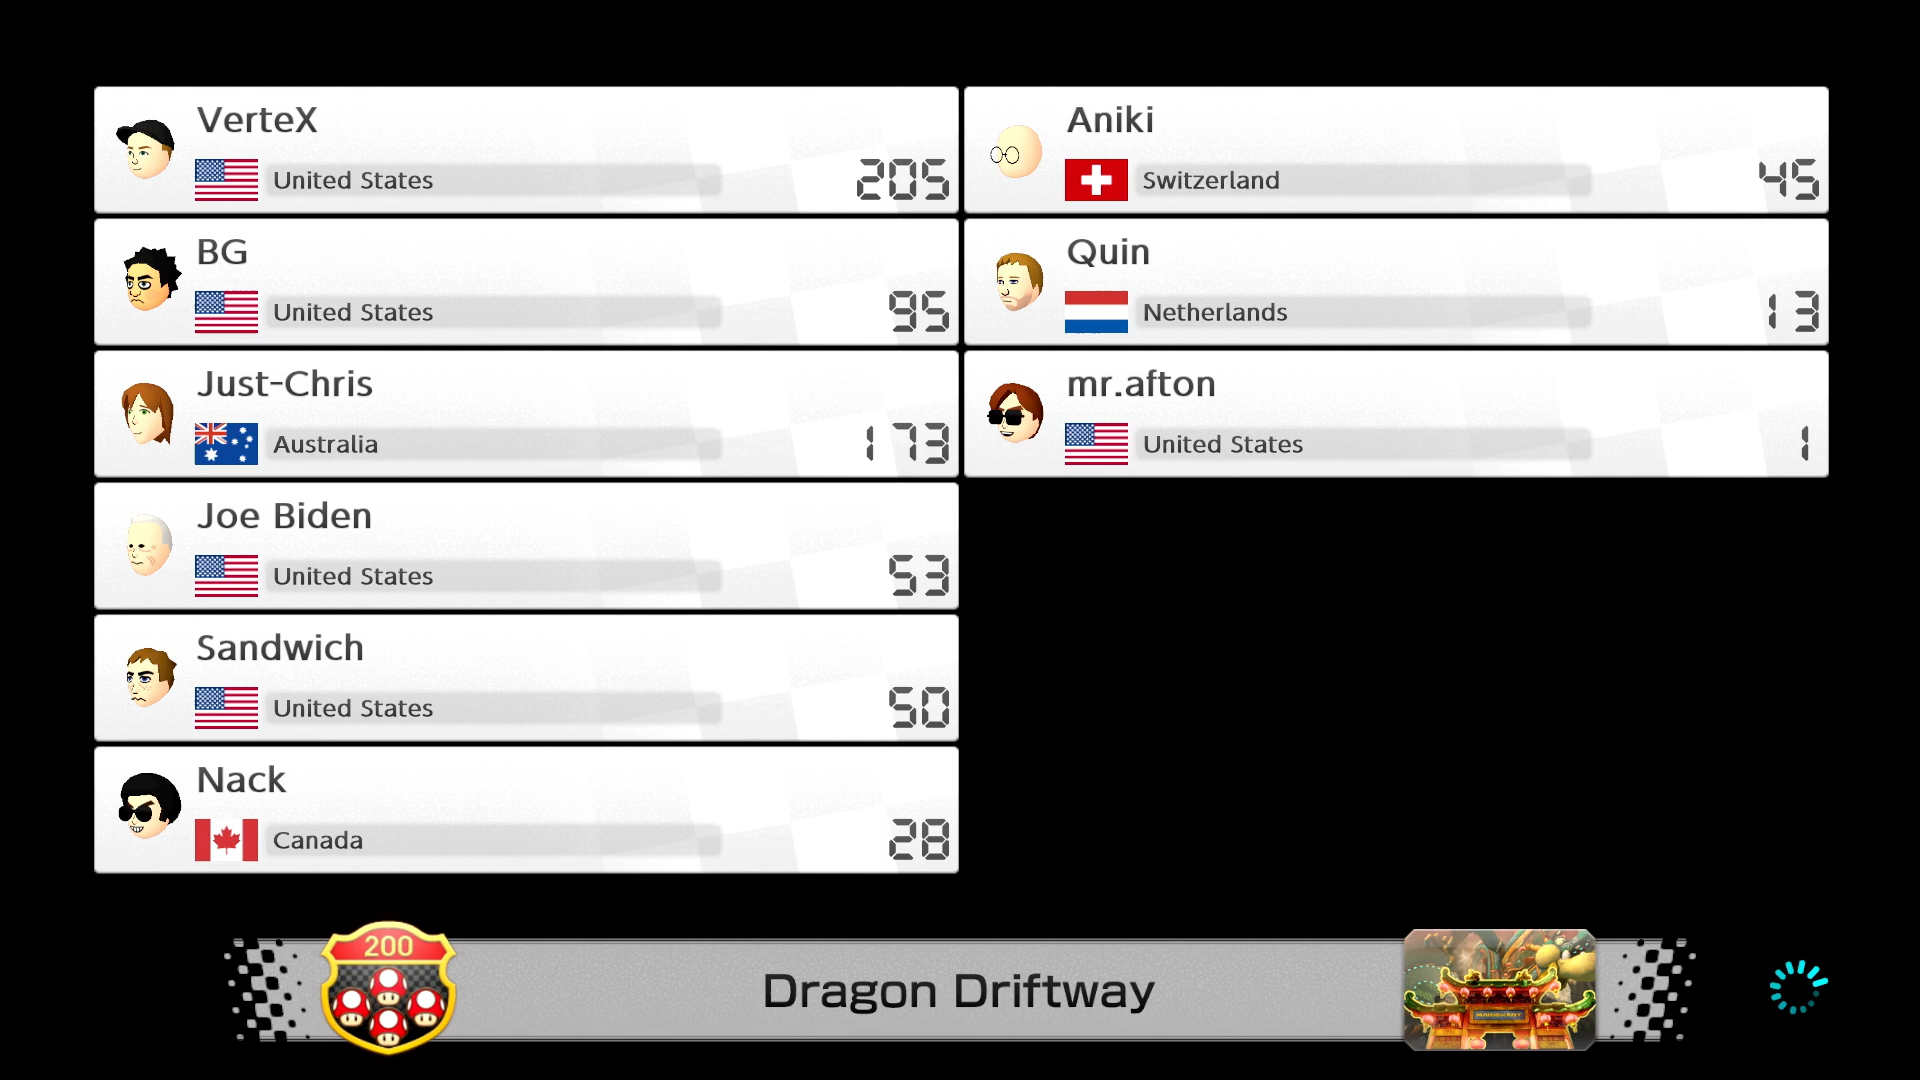 VerteX
United States
205
BG
United States
95
Just-Chris
Australia
173
Joe Biden
United States
53
Sandwich
United States
50
Nack
Canada
28
Aniki
Switzerland
45
Quin
Netherlands
13
mr.afton
United States
1
200
Dragon Driftway
MARIOKART